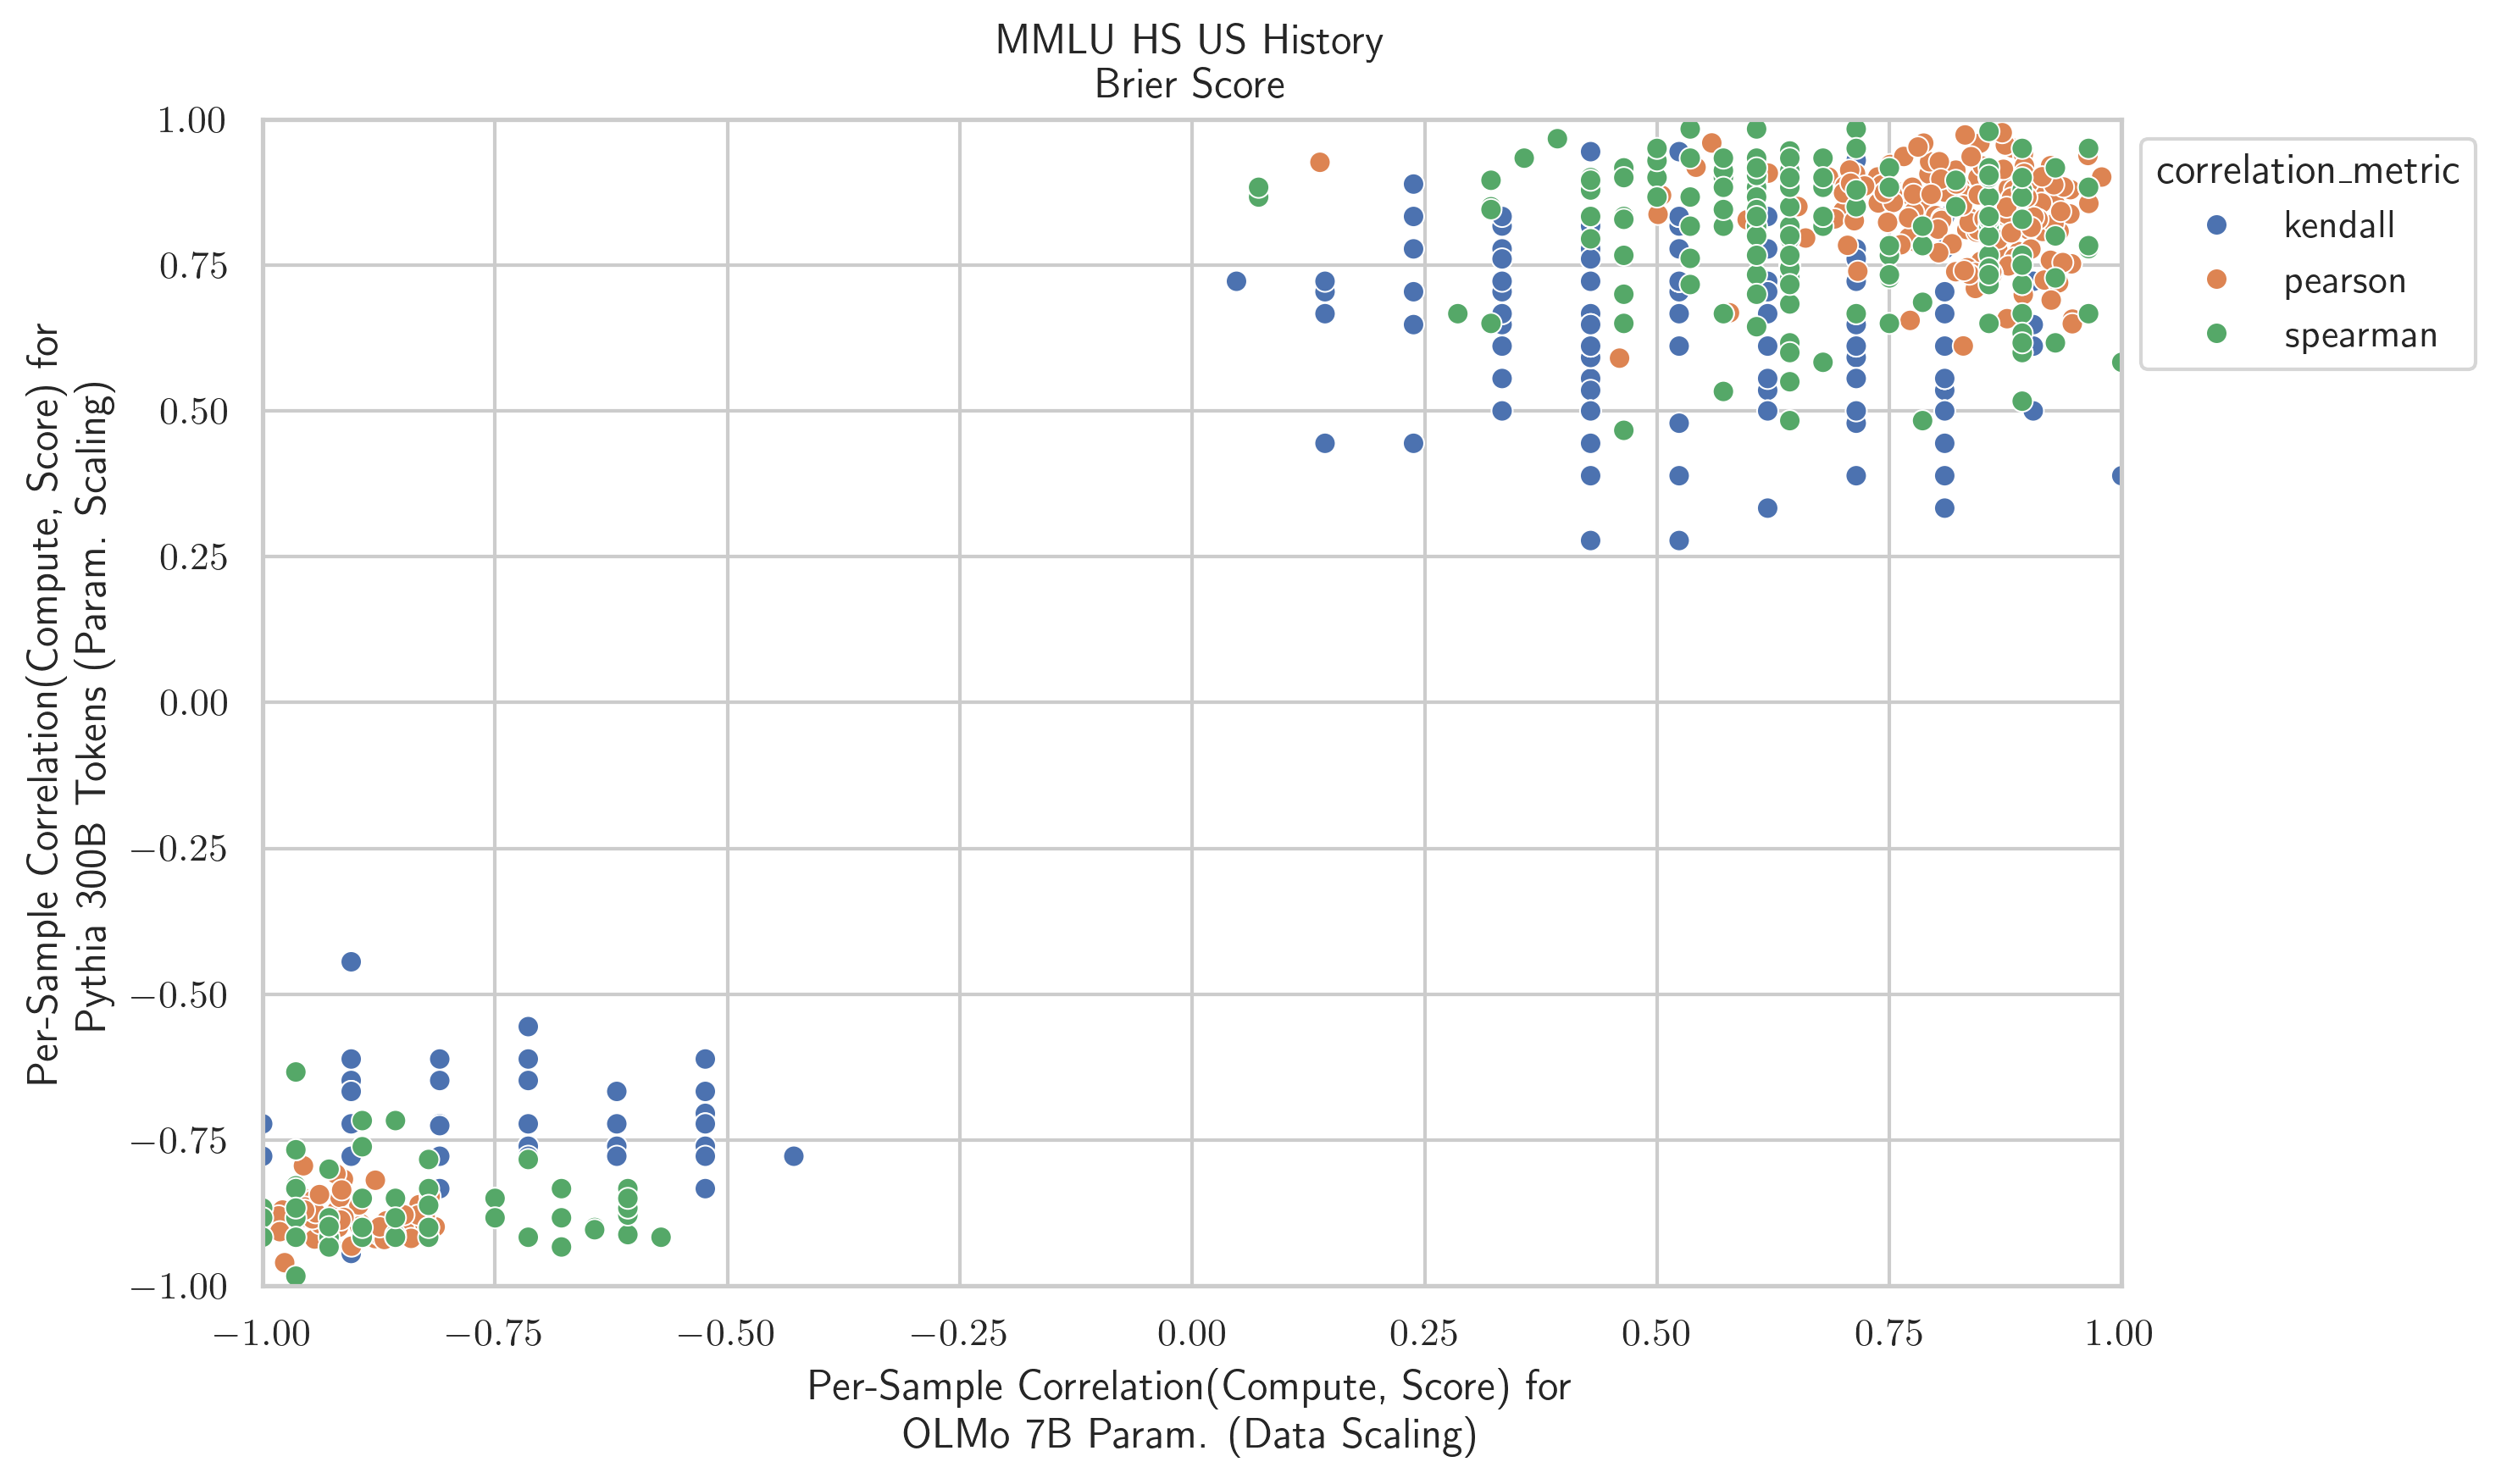 MMLU HS US History
Brier Score
Per-Sample Correlation(Compute, Score) for
Pythia 300B Tokens (Param. Scaling)
1.00
0.75
0.50
0.25
0.00
−0.25
−0.50
−0.75
−1.00
correlation_metric
kendall
pearson
spearman
−1.00 −0.75 −0.50 −0.25 0.00 0.25 0.50 0.75 1.00
Per-Sample Correlation(Compute, Score) for
OLMo 7B Param. (Data Scaling)